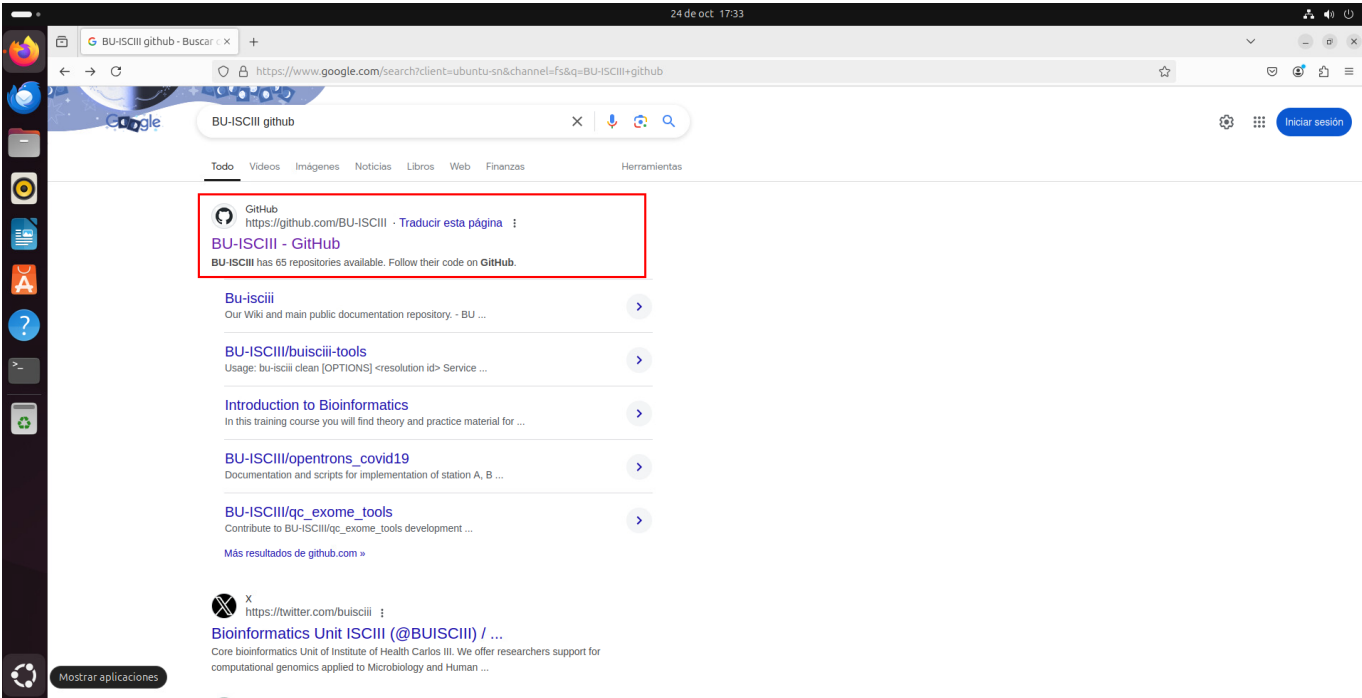 24 de oct 17:33
G BU-ISCIII github - Buscar c
https://www.google.com/search?client=ubuntu-sn&channel=fs&q=BU-ISCIII+github
Google
BU-ISCIII github
Iniciar sesión
Todo Videos Imágenes Noticias Libros Web Finanzas Herramientas
GitHub
https://github.com/BU-ISCIII · Traducir esta página
BU-ISCIII - GitHub
BU-ISCIII has 65 repositories available. Follow their code on GitHub.
Bu-isciii
Our Wiki and main public documentation repository. - BU ...
BU-ISCIII/buisciii-tools
Usage: bu-isciii clean [OPTIONS] <resolution id> Service ...
Introduction to Bioinformatics
In this training course you will find theory and practice material for ...
BU-ISCIII/opentrons_covid19
Documentation and scripts for implementation of station A, B ...
BU-ISCIII/qc_exome_tools
Contribute to BU-ISCIII/qc_exome_tools development ...
Más resultados de github.com »
X
https://twitter.com/buisciii
Bioinformatics Unit ISCIII (@BUISCIII) / ...
Core bioinformatics Unit of Institute of Health Carlos III. We offer researchers support for
computational genomics applied to Microbiology and Human ...
Mostrar aplicaciones